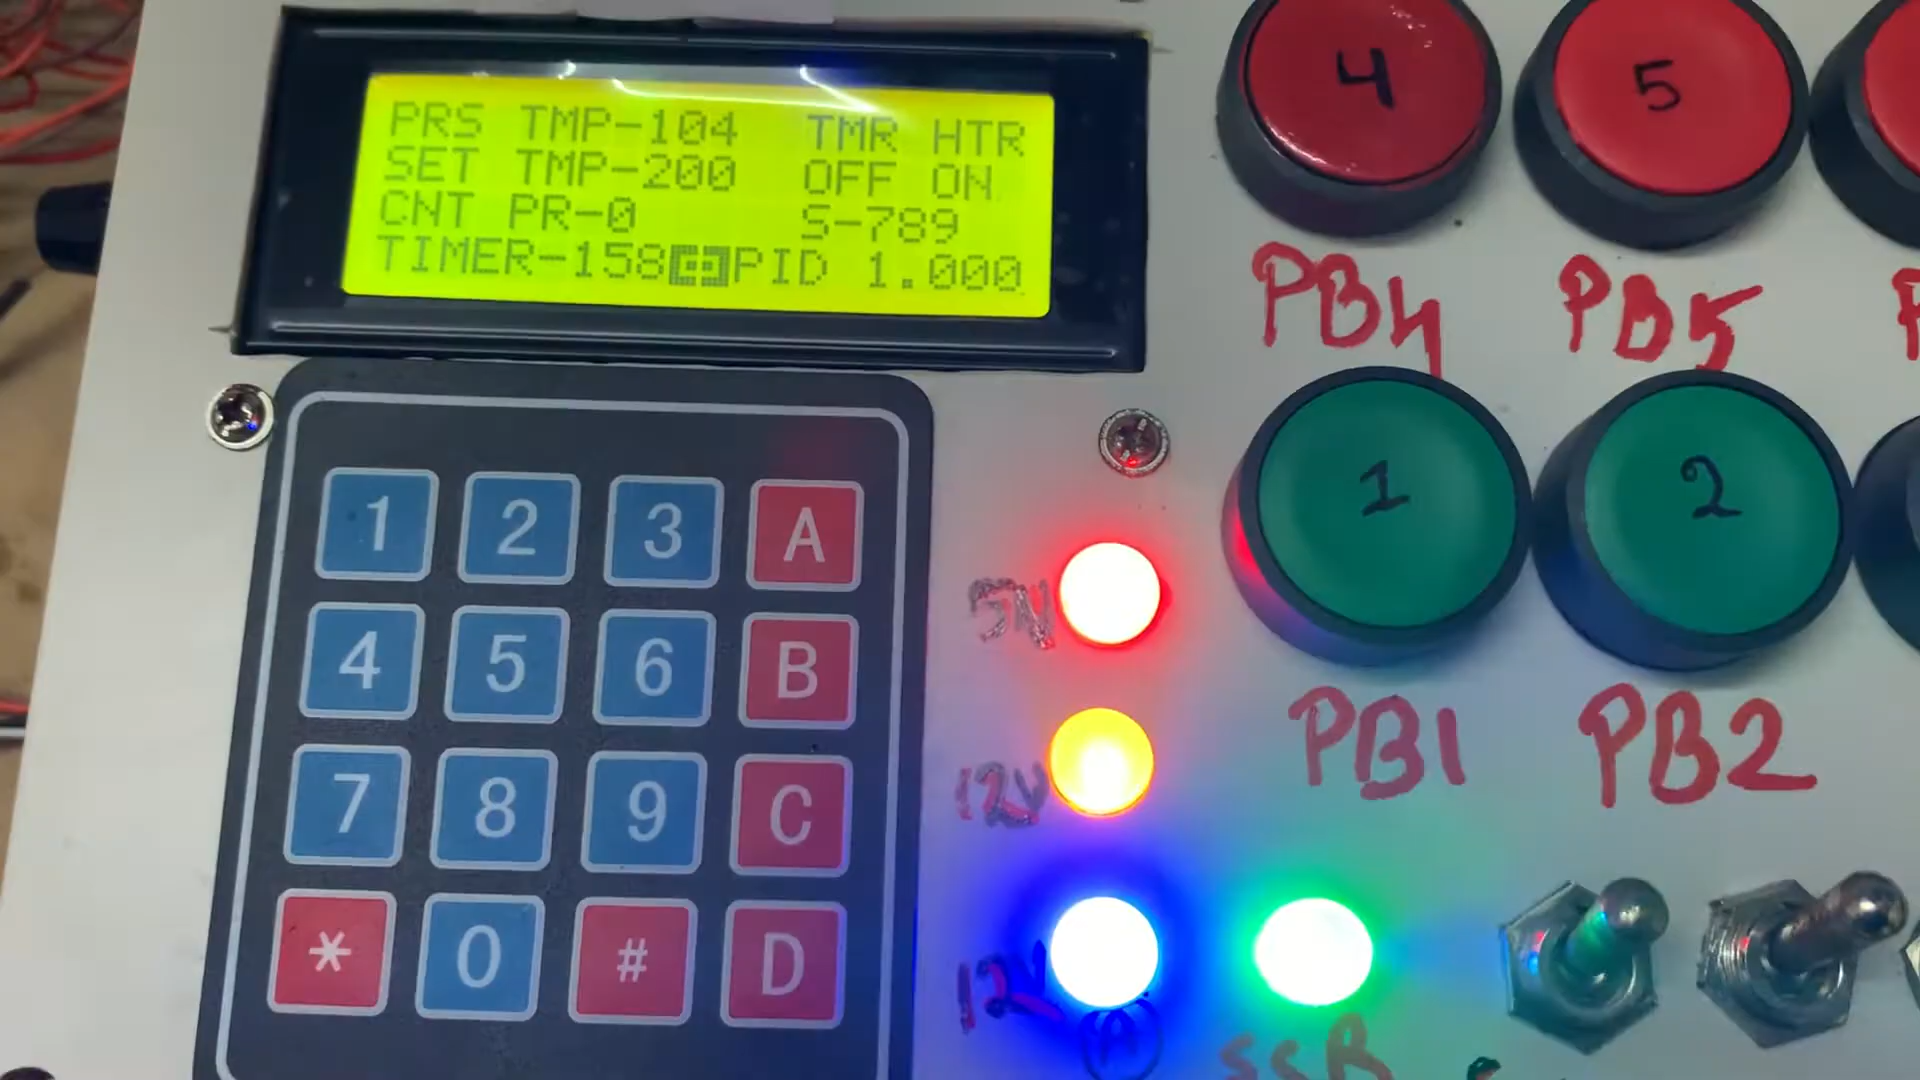 PRS TMP-104 TMR HTR
SET TMP-200 OFF ON
CNT PR-0 S-789
TIMER-158 PID 1.000
4 5
PB4 PB5
1 2 3 A
4 5 6 B
7 8 9 C
* 0 # D
1 2
PB1 PB2
5V
12V
12V
A
SSR